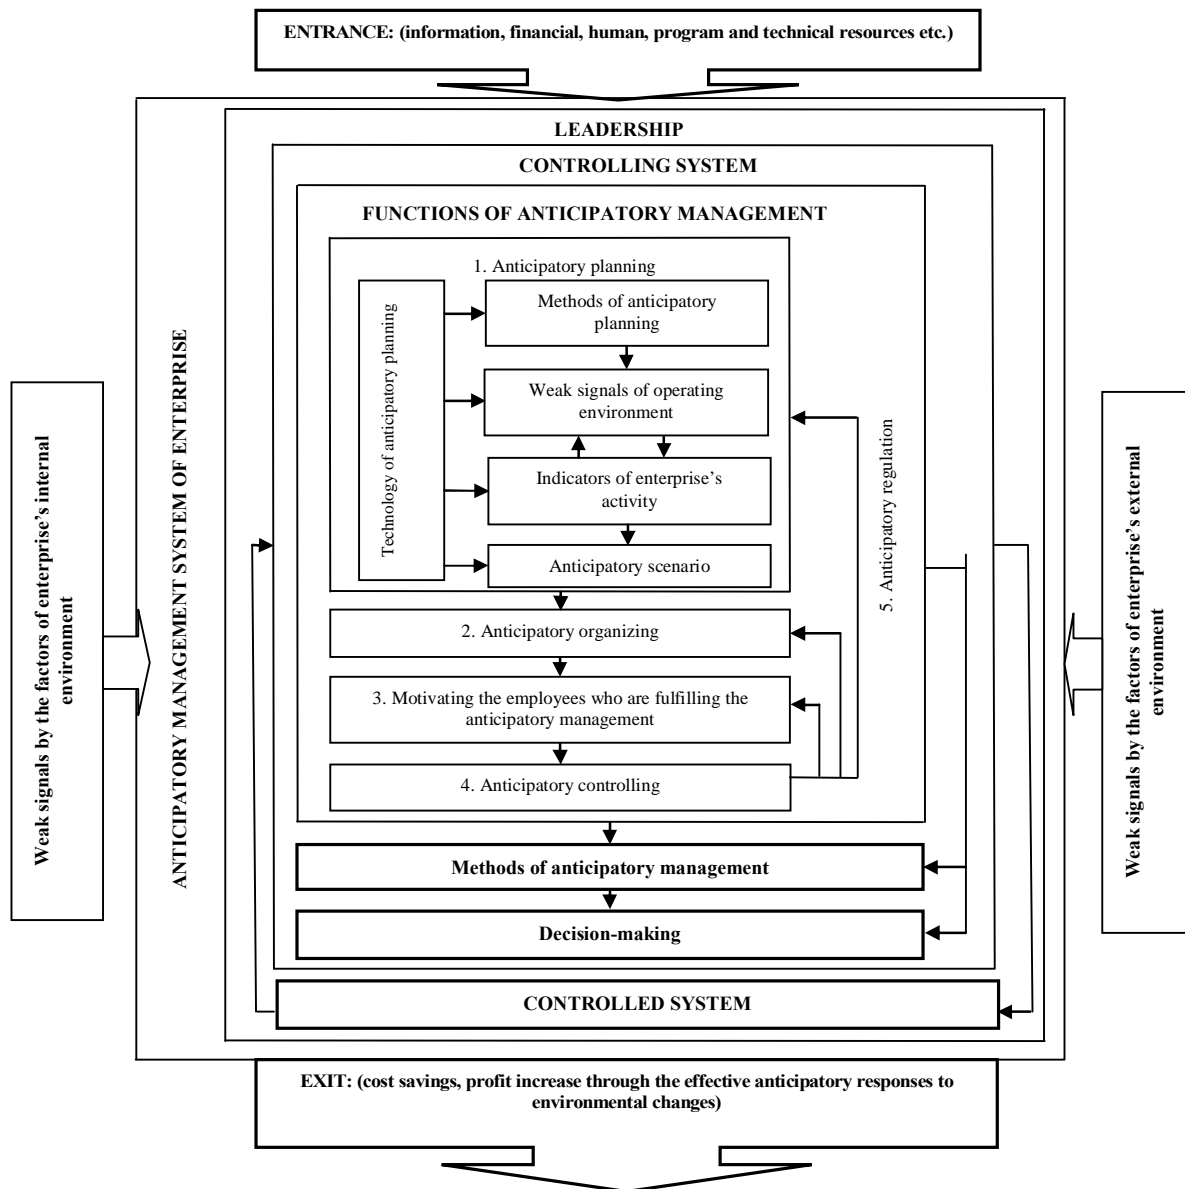 ENTRANCE: (information, financial, human, program and technical resources etc.)
LEADERSHIP
CONTROLLING SYSTEM
FUNCTIONS OF ANTICIPATORY MANAGEMENT
1. Anticipatory planning
Technology of anticipatory planning
Methods of anticipatory
planning
Weak signals of operating
environment
Indicators of enterprise’s
activity
Anticipatory scenario
2. Anticipatory organizing
3. Motivating the employees who are fulfilling the
anticipatory management
4. Anticipatory controlling
5. Anticipatory regulation
Methods of anticipatory management
Decision-making
CONTROLLED SYSTEM
ANTICIPATORY MANAGEMENT SYSTEM OF ENTERPRISE
Weak signals by the factors of enterprise’s internal
environment
Weak signals by the factors of enterprise’s external
environment
EXIT: (cost savings, profit increase through the effective anticipatory responses to
environmental changes)